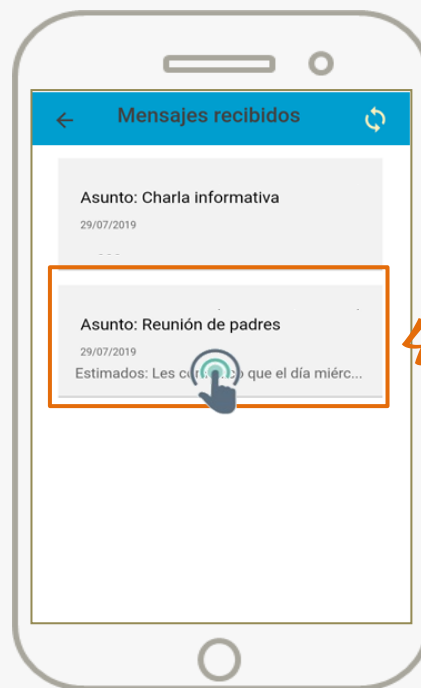 Mensajes recibidos
Asunto: Charla informativa
29/07/2019
Asunto: Reunión de padres
29/07/2019
Estimados: Les que el día miérc...
4